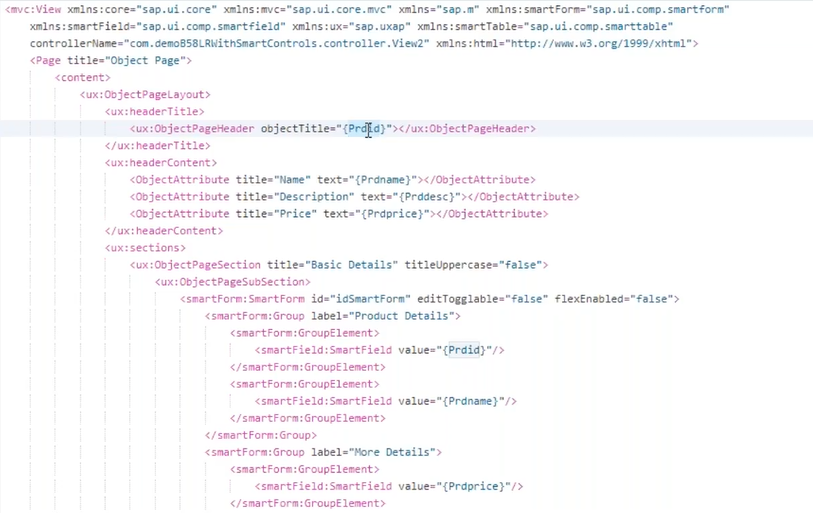 <mvc:View xmlns:core="sap.ui.core" xmlns:mvc="sap.ui.core.mvc" xmlns="sap.m" xmlns:smartForm="sap.ui.comp.smartform"
xmlns:smartField="sap.ui.comp.smartfield" xmlns:ux="sap.uxap" xmlns:smartTable="sap.ui.comp.smarttable"
controllerName="com.demo858LRWithSmartControls.controller.View2" xmlns:html="http://www.w3.org/1999/xhtml">
<Page title="Object Page">
<content>
<ux:ObjectPageLayout>
<ux:headerTitle>
<ux:ObjectPageHeader objectTitle="{Prdid}"></ux:ObjectPageHeader>
</ux:headerTitle>
<ux:headerContent>
<ObjectAttribute title="Name" text="{Prdname}"></ObjectAttribute>
<ObjectAttribute title="Description" text="{Prddesc}"></ObjectAttribute>
<ObjectAttribute title="Price" text="{Prdprice}"></ObjectAttribute>
</ux:headerContent>
<ux:sections>
<ux:ObjectPageSection title="Basic Details" titleUppercase="false">
<ux:ObjectPageSubSection>
<smartForm:SmartForm id="idSmartForm" editTogglable="false" flexEnabled="false">
<smartForm:Group label="Product Details">
<smartForm:GroupElement>
<smartField:SmartField value="{Prdid}"/>
</smartForm:GroupElement>
<smartForm:GroupElement>
<smartField:SmartField value="{Prdname}"/>
</smartForm:GroupElement>
</smartForm:Group>
<smartForm:Group label="More Details">
<smartForm:GroupElement>
<smartField:SmartField value="{Prdprice}"/>
</smartForm:GroupElement>